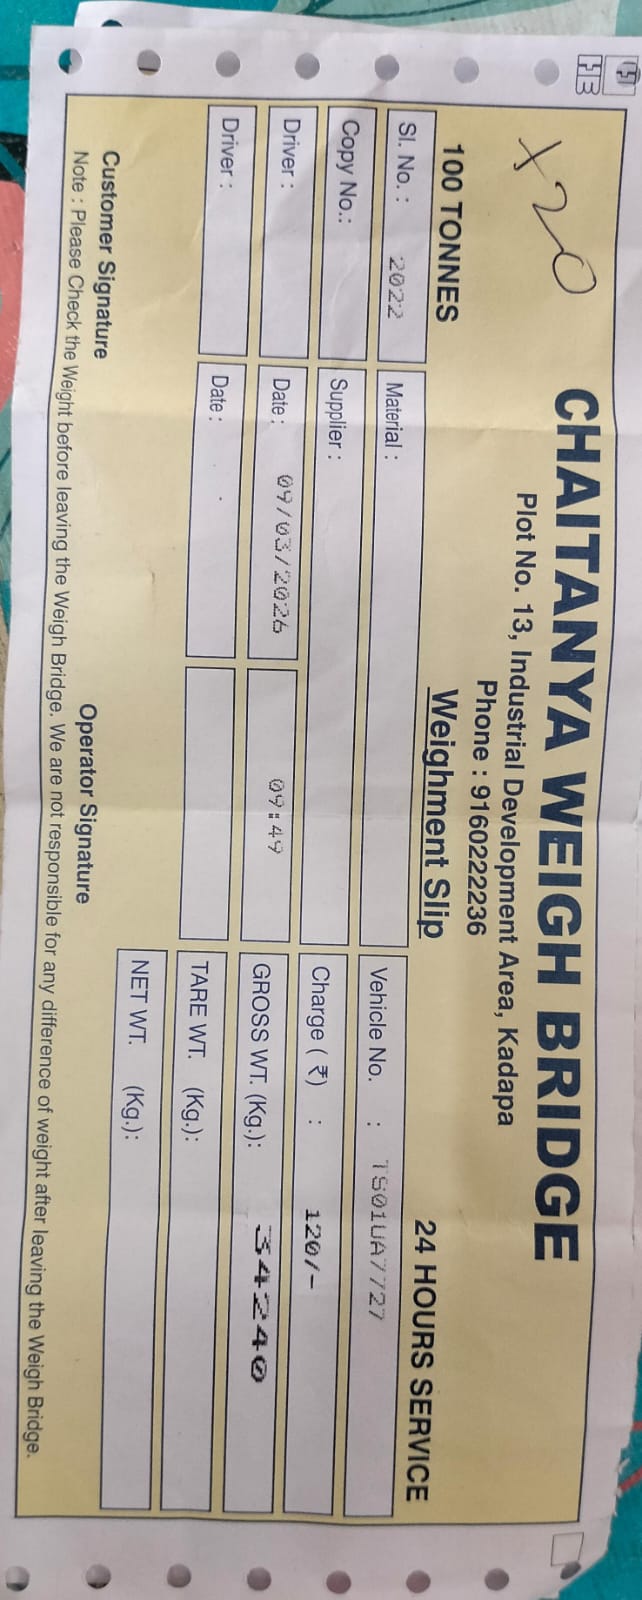 X20
CHAITANYA WEIGH BRIDGE
Plot No. 13, Industrial Development Area, Kadapa
Phone : 9160222236
100 TONNES Weighment Slip 24 HOURS SERVICE
Sl. No. : 2022 Material : Vehicle No. : TS01UA7727
Copy No.: Supplier : Charge ( ₹) : 120/-
Driver : Date : 09/03/2026 09:49 GROSS WT. (Kg.): 34240
Driver : Date : TARE WT. (Kg.):
NET WT. (Kg.):
Customer Signature Operator Signature
Note : Please Check the Weight before leaving the Weigh Bridge. We are not responsible for any difference of weight after leaving the Weigh Bridge.